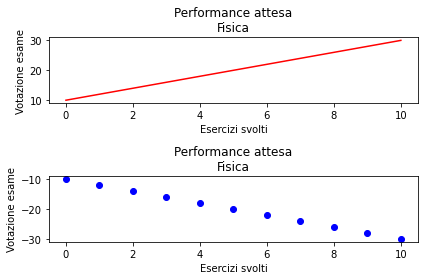 Performance attesa
Fisica
Votazione esame
30
20
10
0 2 4 6 8 10
Esercizi svolti
Performance attesa
Fisica
Votazione esame
−10
−20
−30
0 2 4 6 8 10
Esercizi svolti